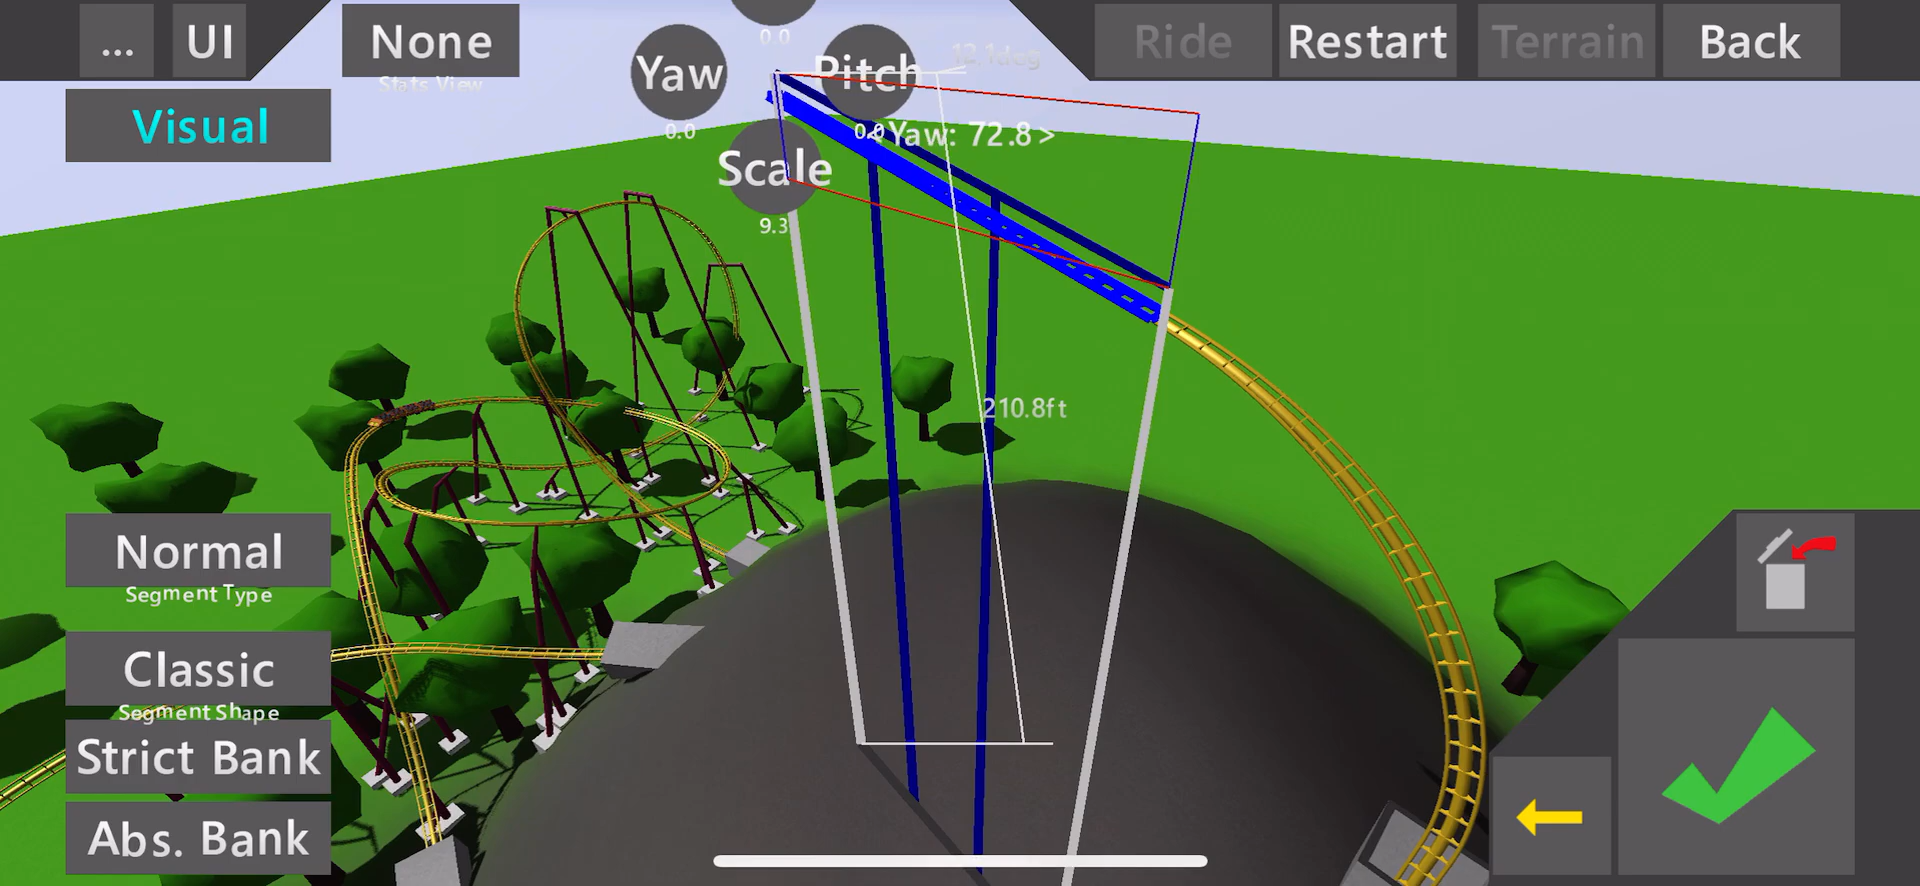 ...
UI
None
Stats View
Visual
0.0
Yaw
0.0
Pitch
0.0
12.1deg
<Yaw: 72.8>
Scale
9.3
Ride
Restart
Terrain
Back
210.8ft
Normal
Segment Type
Classic
Segment Shape
Strict Bank
Abs. Bank